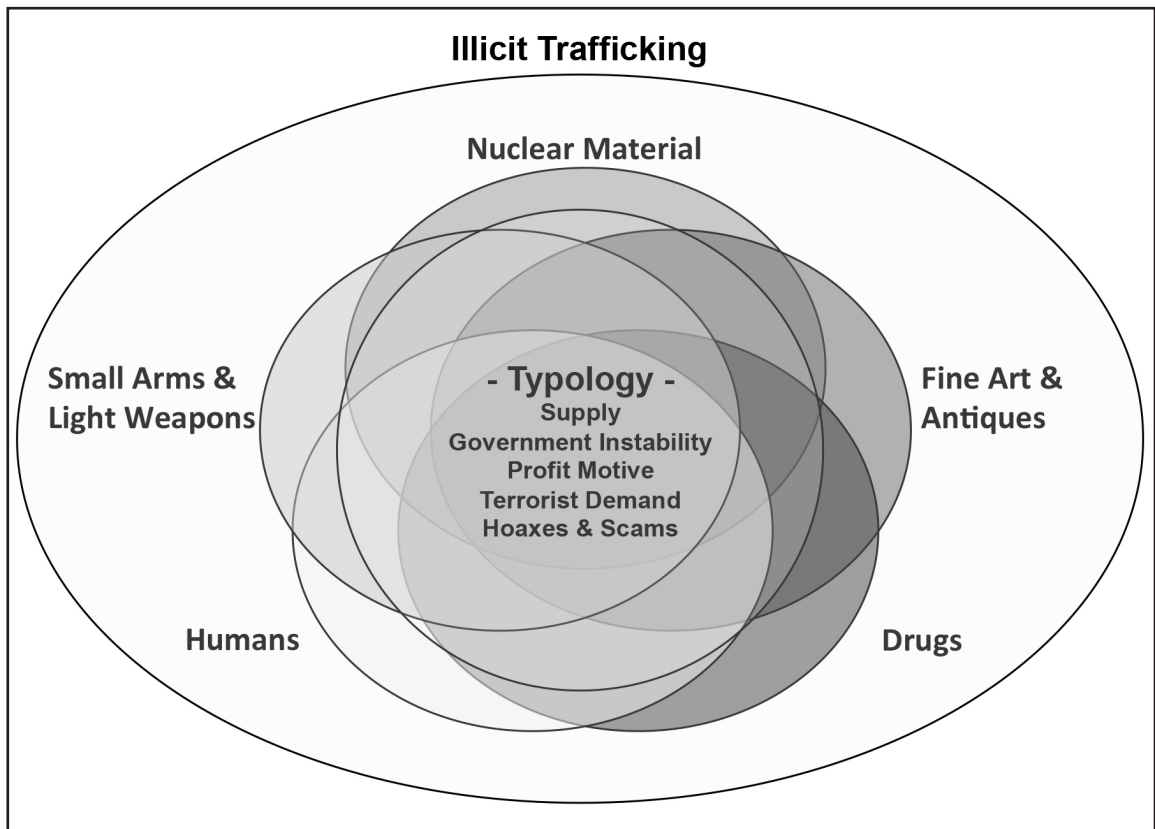 Illicit Trafficking
Nuclear Material
Small Arms &
Light Weapons
Fine Art &
Antiques
- Typology -
Supply
Government Instability
Profit Motive
Terrorist Demand
Hoaxes & Scams
Humans
Drugs